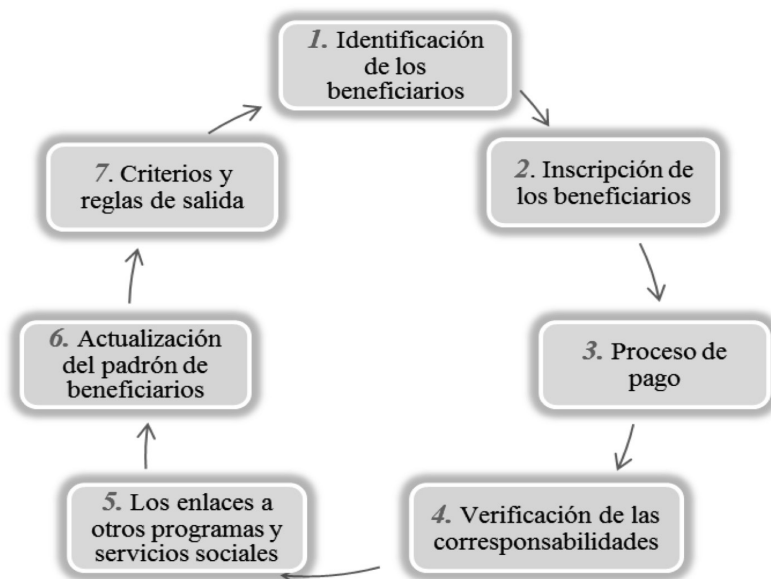 1. Identificación
de los
beneficiarios
2. Inscripción de
los beneficiarios
3. Proceso de
pago
4. Verificación de las
corresponsabilidades
5. Los enlaces a
otros programas y
servicios sociales
6. Actualización
del padrón de
beneficiarios
7. Criterios y
reglas de salida